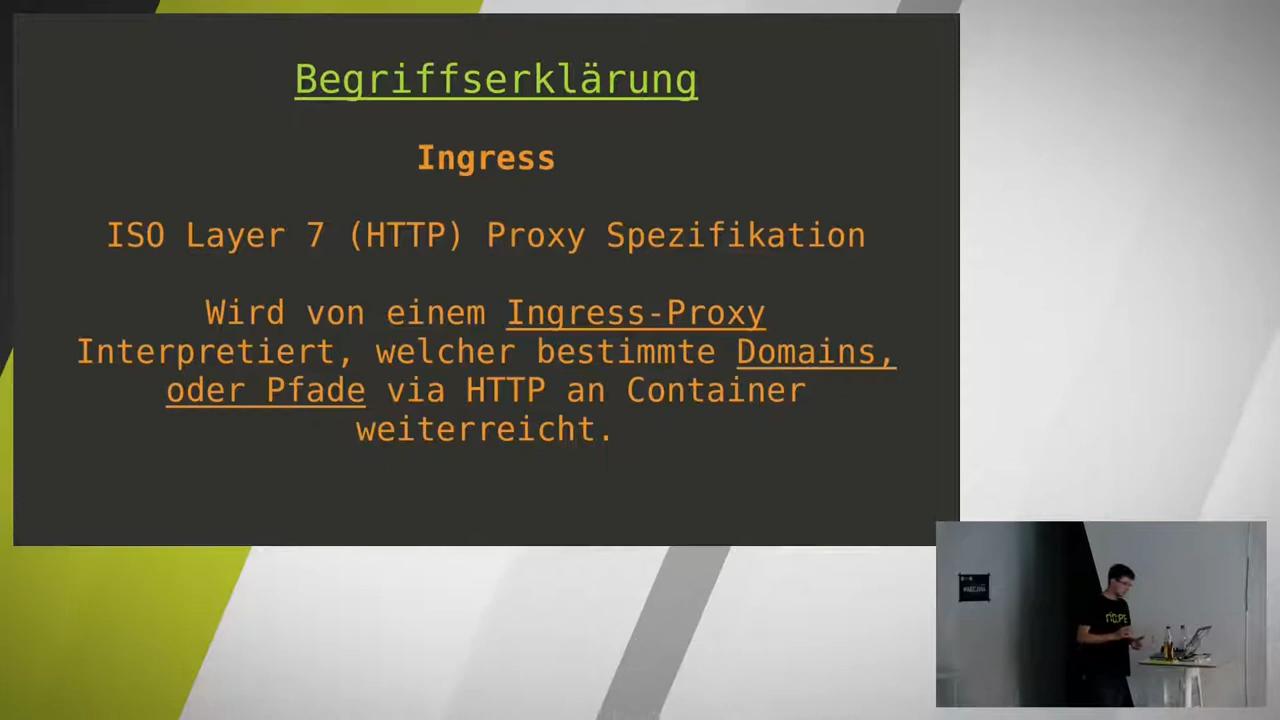 Begriffserklärung
Ingress
ISO Layer 7 (HTTP) Proxy Spezifikation
Wird von einem Ingress-Proxy
Interpretiert, welcher bestimmte Domains,
oder Pfade via HTTP an Container
weiterreicht.